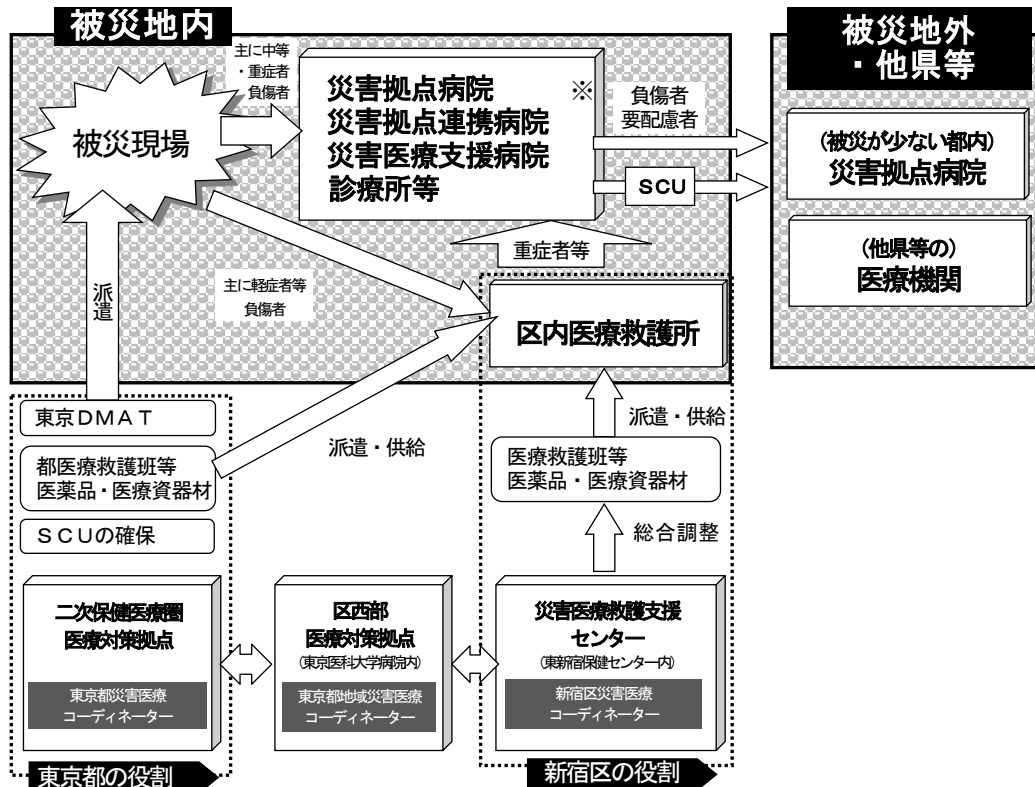 被災地内
主に中等
・重症者
負傷者
被災現場
災害拠点病院
※
災害拠点連携病院
災害医療支援病院
診療所等
負傷者
要配慮者
SCU
被災地外
・他県等
(被災が少ない都内)
災害拠点病院
(他県等の)
医療機関
重症者等
派遣
主に軽症者等
負傷者
区内医療救護所
東京DMAT
都医療救護班等
医薬品・医療資器材
SCUの確保
派遣・供給
派遣・供給
医療救護班等
医薬品・医療資器材
総合調整
二次保健医療圏
医療対策拠点
東京都災害医療
コーディネーター
区西部
医療対策拠点
(東京医科大学病院内)
東京都地域災害医療
コーディネーター
災害医療救護支援
センター
(東新宿保健センター内)
新宿区災害医療
コーディネーター
東京都の役割
新宿区の役割